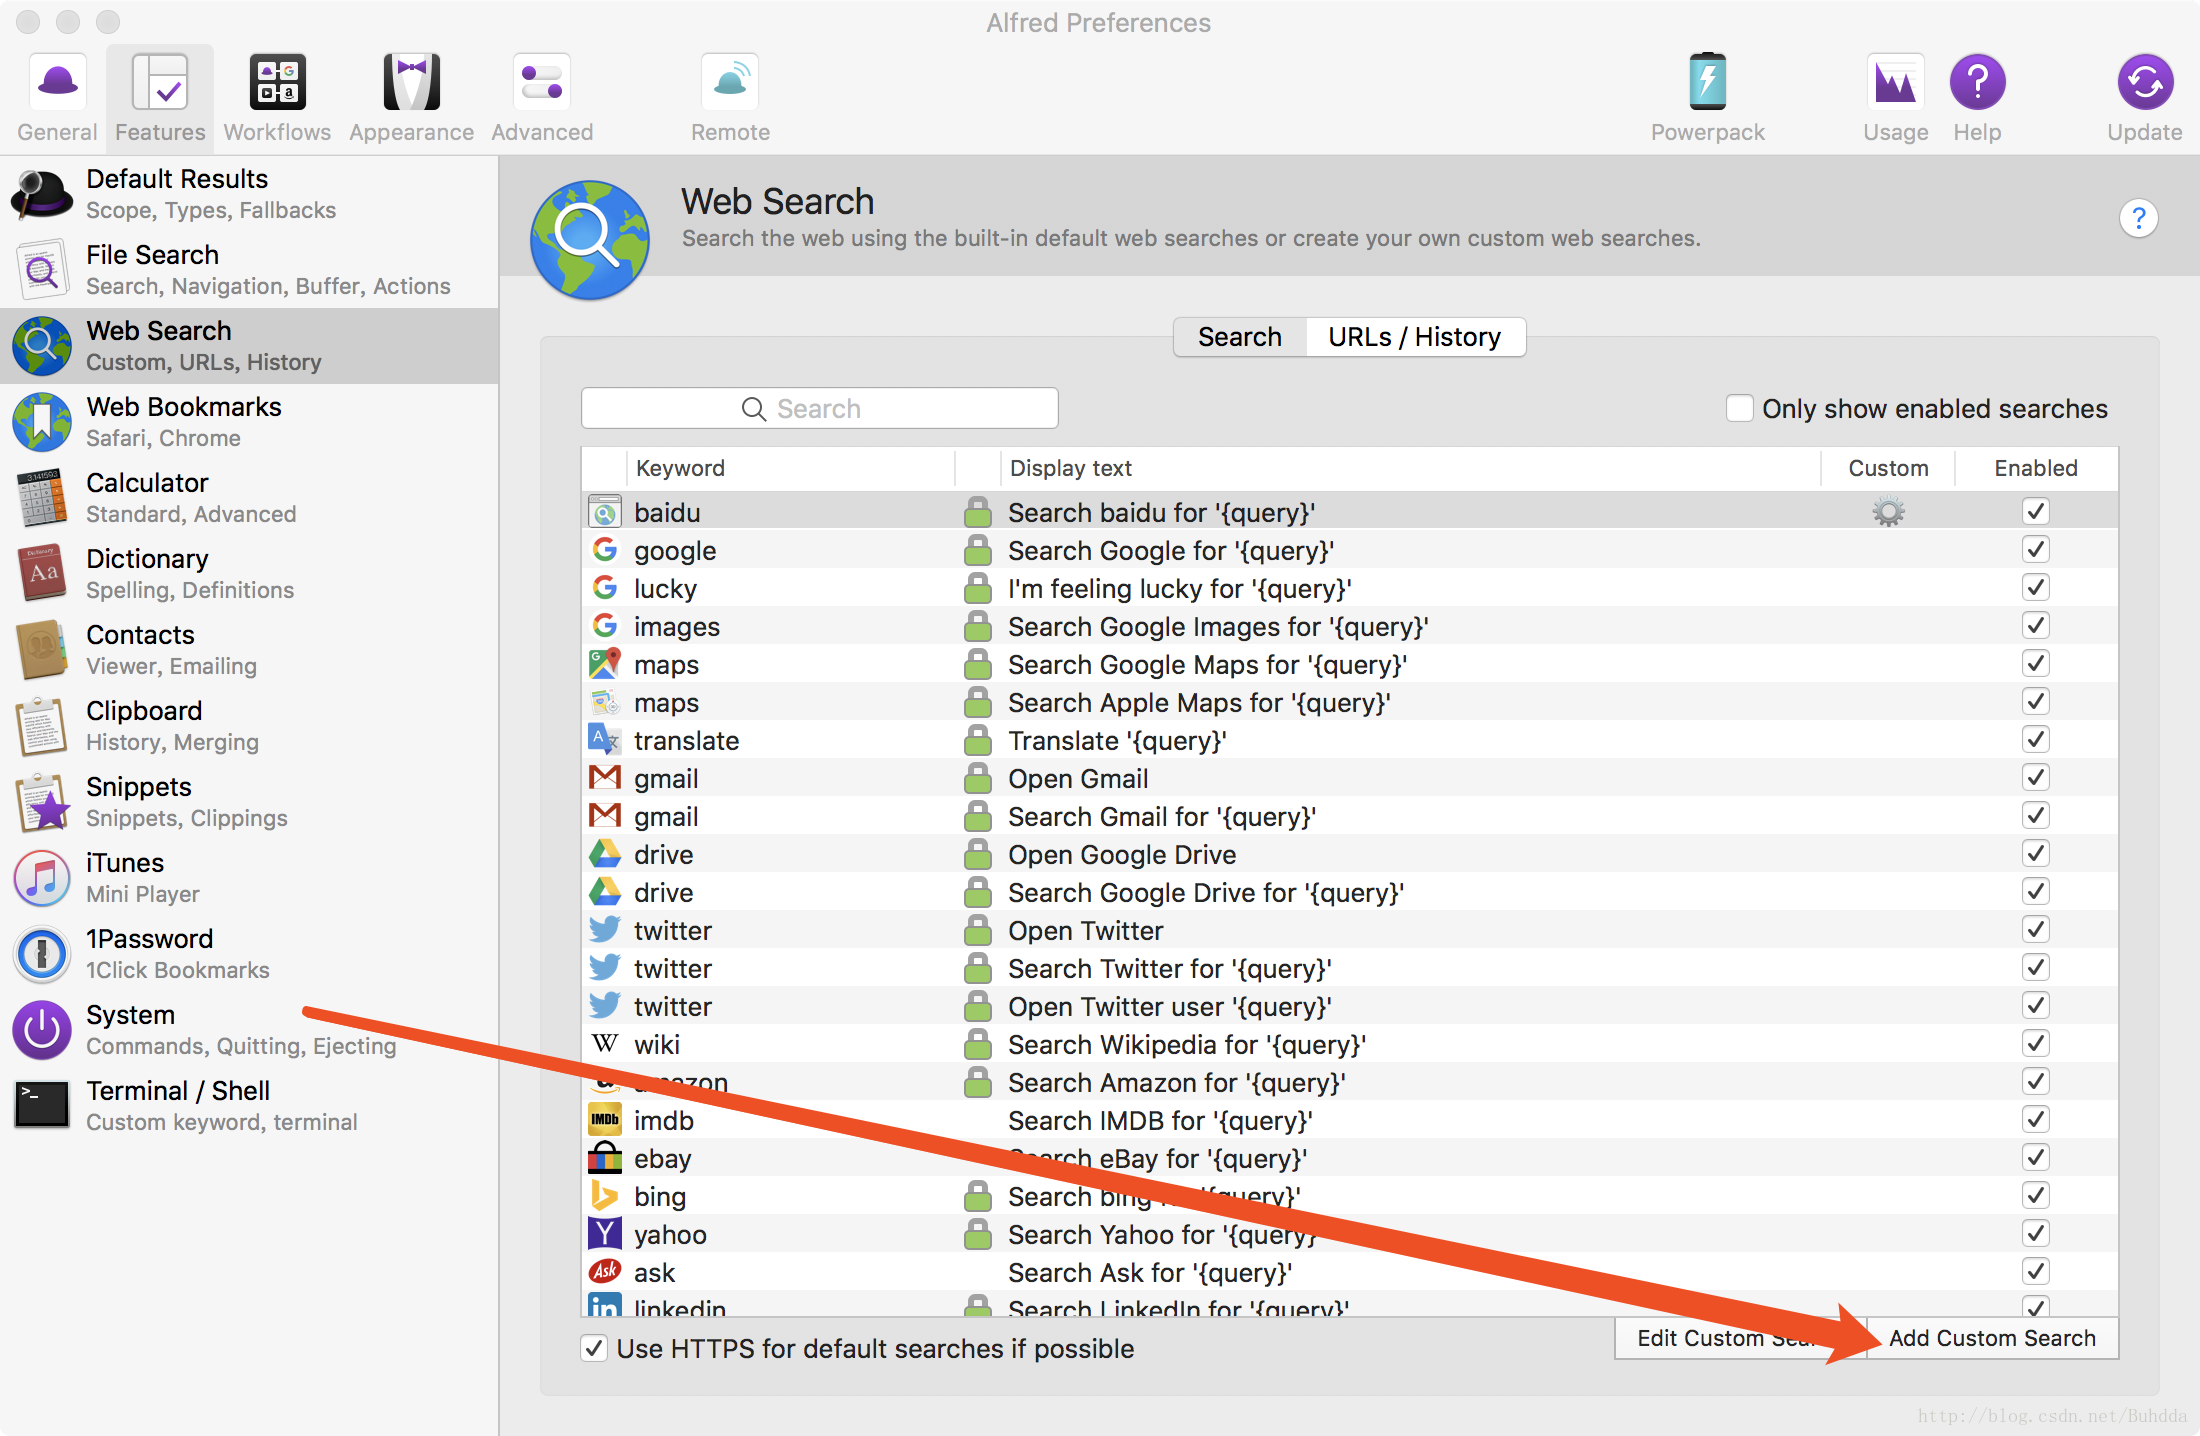 Alfred Preferences
General
Features
Workflows
Appearance
Advanced
Remote
Powerpack
Usage
Help
Update
Default Results
Scope, Types, Fallbacks
File Search
Search, Navigation, Buffer, Actions
Web Search
Custom, URLs, History
Web Bookmarks
Safari, Chrome
Calculator
Standard, Advanced
Dictionary
Spelling, Definitions
Contacts
Viewer, Emailing
Clipboard
History, Merging
Snippets
Snippets, Clippings
iTunes
Mini Player
1Password
1Click Bookmarks
System
Commands, Quitting, Ejecting
Terminal / Shell
Custom keyword, terminal
Web Search
Search the web using the built-in default web searches or create your own custom web searches.
?
Search URLs / History
Search
Only show enabled searches
Keyword Display text Custom Enabled
baidu Search baidu for '{query}'
google Search Google for '{query}'
lucky I'm feeling lucky for '{query}'
images Search Google Images for '{query}'
maps Search Google Maps for '{query}'
maps Search Apple Maps for '{query}'
translate Translate '{query}'
gmail Open Gmail
gmail Search Gmail for '{query}'
drive Open Google Drive
drive Search Google Drive for '{query}'
twitter Open Twitter
twitter Search Twitter for '{query}'
twitter Open Twitter user '{query}'
wiki Search Wikipedia for '{query}'
amazon Search Amazon for '{query}'
imdb Search IMDB for '{query}'
ebay Search eBay for '{query}'
bing Search bing for '{query}'
yahoo Search Yahoo for '{query}'
ask Search Ask for '{query}'
linkedin Search LinkedIn for '{query}'
Use HTTPS for default searches if possible
Edit Custom Search
Add Custom Search
http://blog.csdn.net/Buhdda